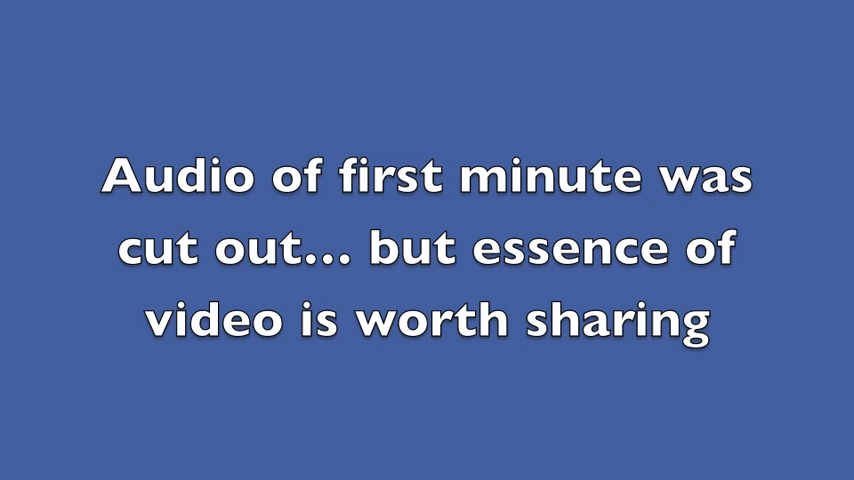 Audio of first minute was
cut out... but essence of
video is worth sharing